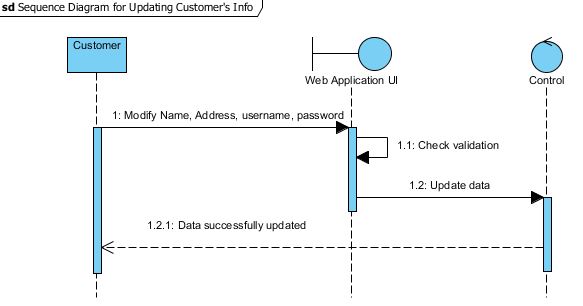 sd Sequence Diagram for Updating Customer's Info
Customer
Web Application UI
Control
1: Modify Name, Address, username, password
1.1: Check validation
1.2: Update data
1.2.1: Data successfully updated